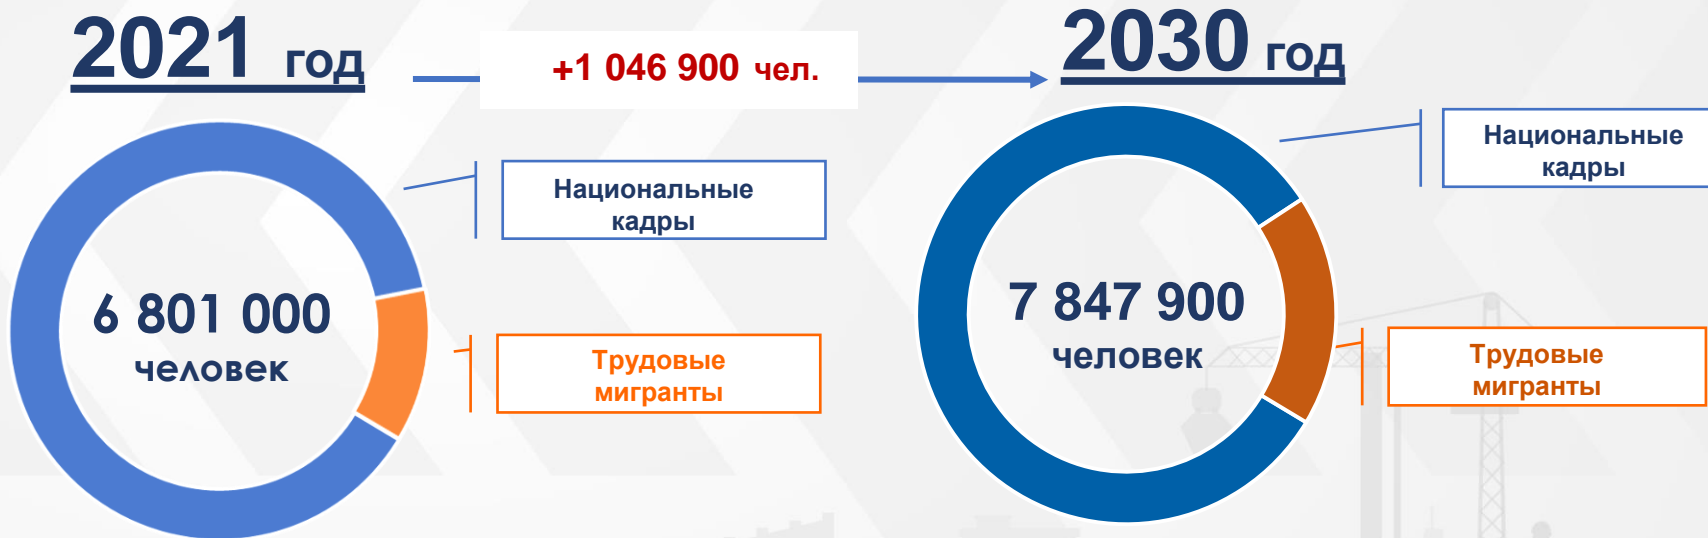 2021 год
+1 046 900 чел.
2030 год
Национальные
кадры
Национальные
кадры
6 801 000
человек
7 847 900
человек
Трудовые
мигранты
Трудовые
мигранты